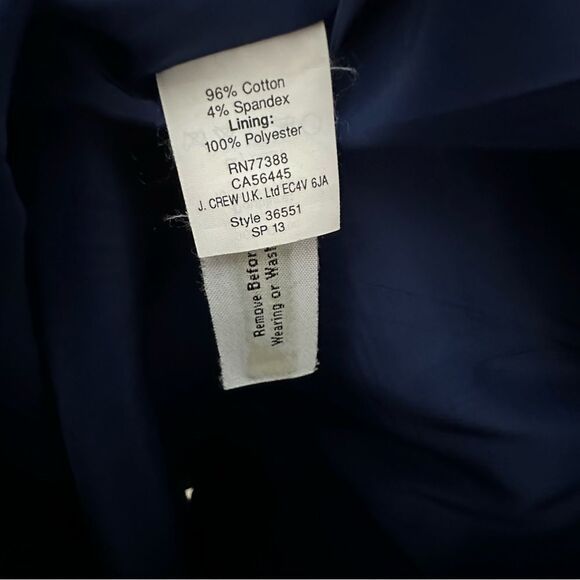 96% Cotton
4% Spandex
Lining:
100% Polyester
RN77388
CA56445
J. CREW U.K. Ltd EC4V 6JA
Style 36551
SP 13
Remove Before
Wearing or Wash